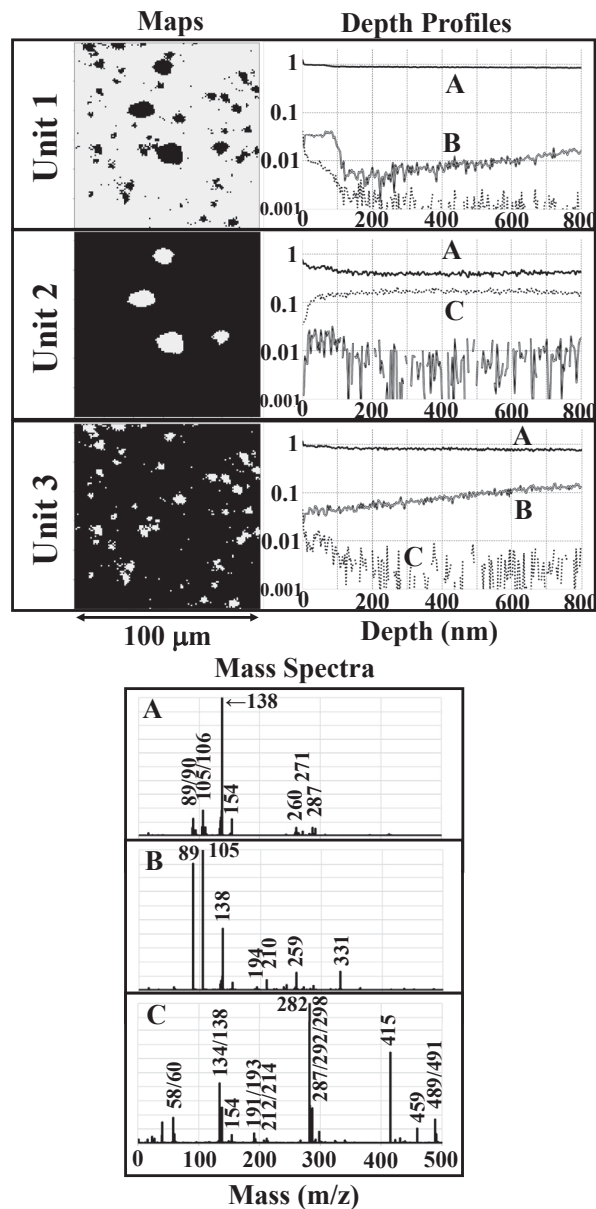 Maps
Depth Profiles
Unit 1
1
0.1
0.01
0.001
A
B
0 200 400 600 800
Unit 2
1
0.1
0.01
0.001
A
C
0 200 400 600 800
Unit 3
1
0.1
0.01
0.001
A
B
C
0 200 400 600 800
100 μm
Depth (nm)
Mass Spectra
A
89/90
105/106
←138
154
260
271
287
B
89
105
138
194
210
259
331
C
58/60
134/138
154
191/193
212/214
282
287/292/298
415
459
489/491
0 100 200 300 400 500
Mass (m/z)